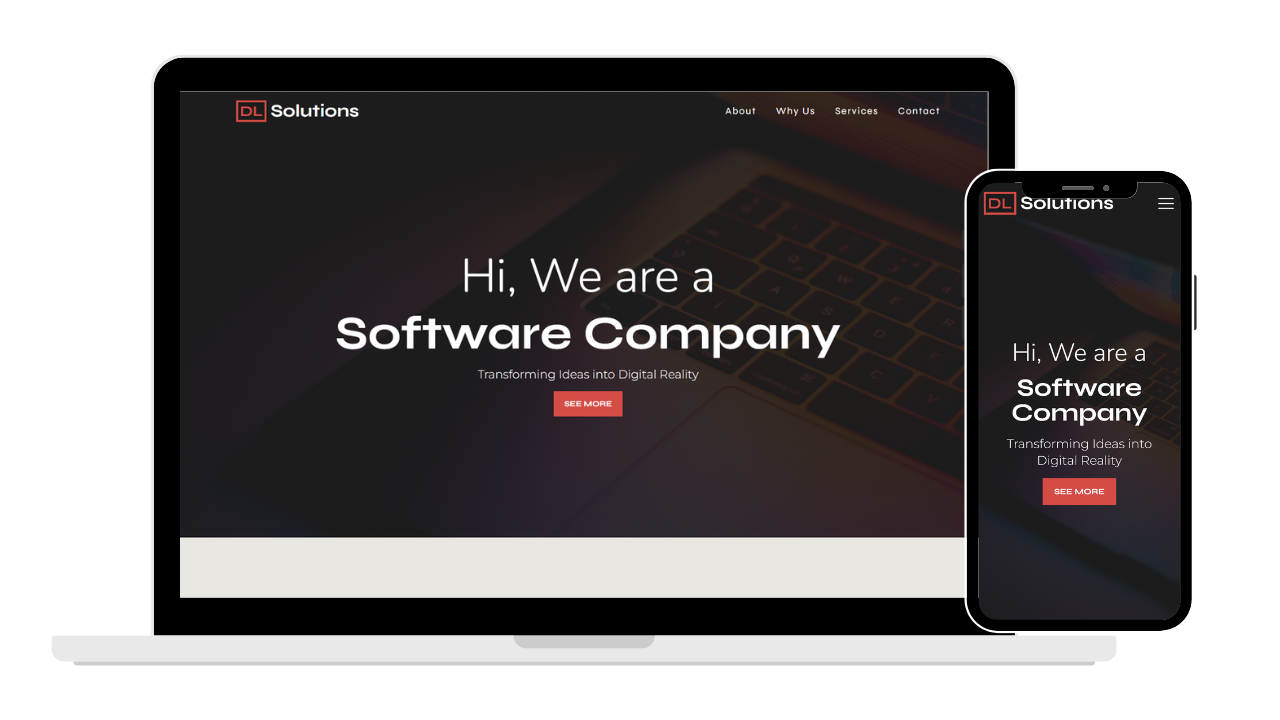 DL Solutions
About Why Us Services Contact
Hi, We are a
Software Company
Transforming Ideas into Digital Reality
SEE MORE
DL Solutions
Hi, We are a
Software
Company
Transforming Ideas into
Digital Reality
SEE MORE